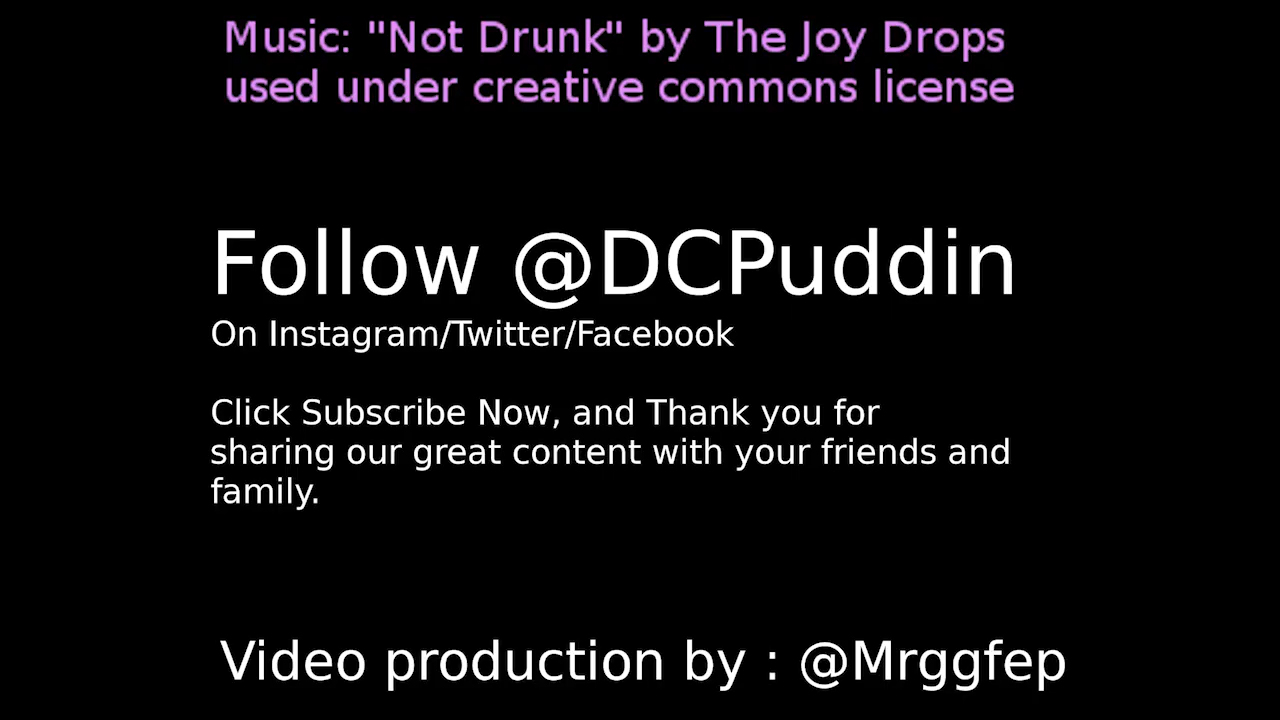 Music: "Not Drunk" by The Joy Drops
used under creative commons license
Follow @DCPuddin
On Instagram/Twitter/Facebook
Click Subscribe Now, and Thank you for
sharing our great content with your friends and
family.
Video production by : @Mrggfep